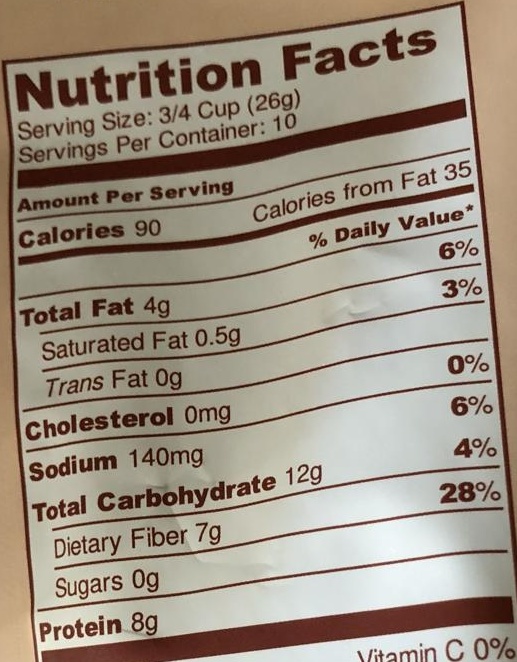 Nutrition Facts
Serving Size: 3/4 Cup (26g)
Servings Per Container: 10
Amount Per Serving
Calories 90 Calories from Fat 35
% Daily Value*
Total Fat 4g 6%
Saturated Fat 0.5g 3%
Trans Fat 0g
Cholesterol 0mg 0%
Sodium 140mg 6%
Total Carbohydrate 12g 4%
Dietary Fiber 7g 28%
Sugars 0g
Protein 8g
Vitamin C 0%